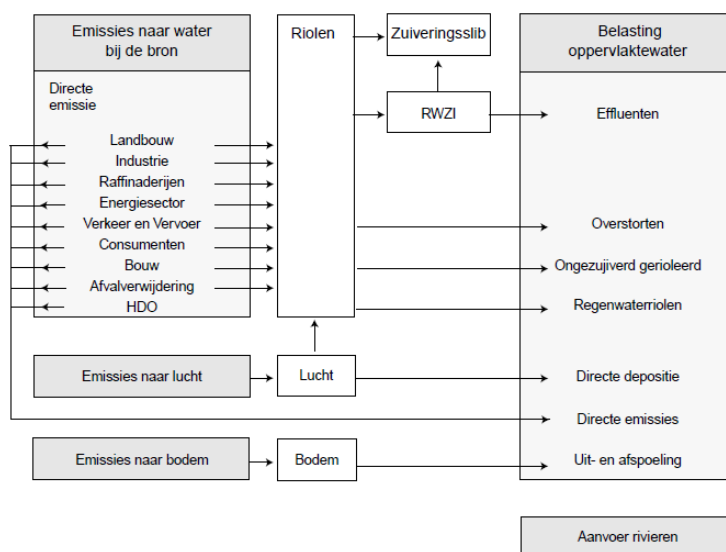 Emissies naar water
bij de bron
Riolen
Zuiveringsslib
Belasting
oppervlaktewater
Directe
emissie
RWZI
Effluenten
Landbouw
Industrie
Raffinaderijen
Energiesector
Verkeer en Vervoer
Overstorten
Consumenten
Bouw
Ongezujiverd gerioleerd
Afvalverwijdering
HDO
Regenwaterriolen
Emissies naar lucht
Lucht
Directe depositie
Directe emissies
Emissies naar bodem
Bodem
Uit- en afspoeling
Aanvoer rivieren